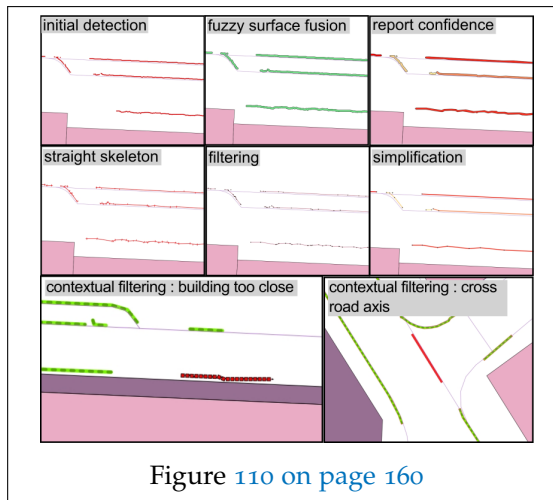 initial detection
fuzzy surface fusion
report confidence
straight skeleton
filtering
simplification
contextual filtering : building too close
contextual filtering : cross
road axis
Figure 110 on page 160